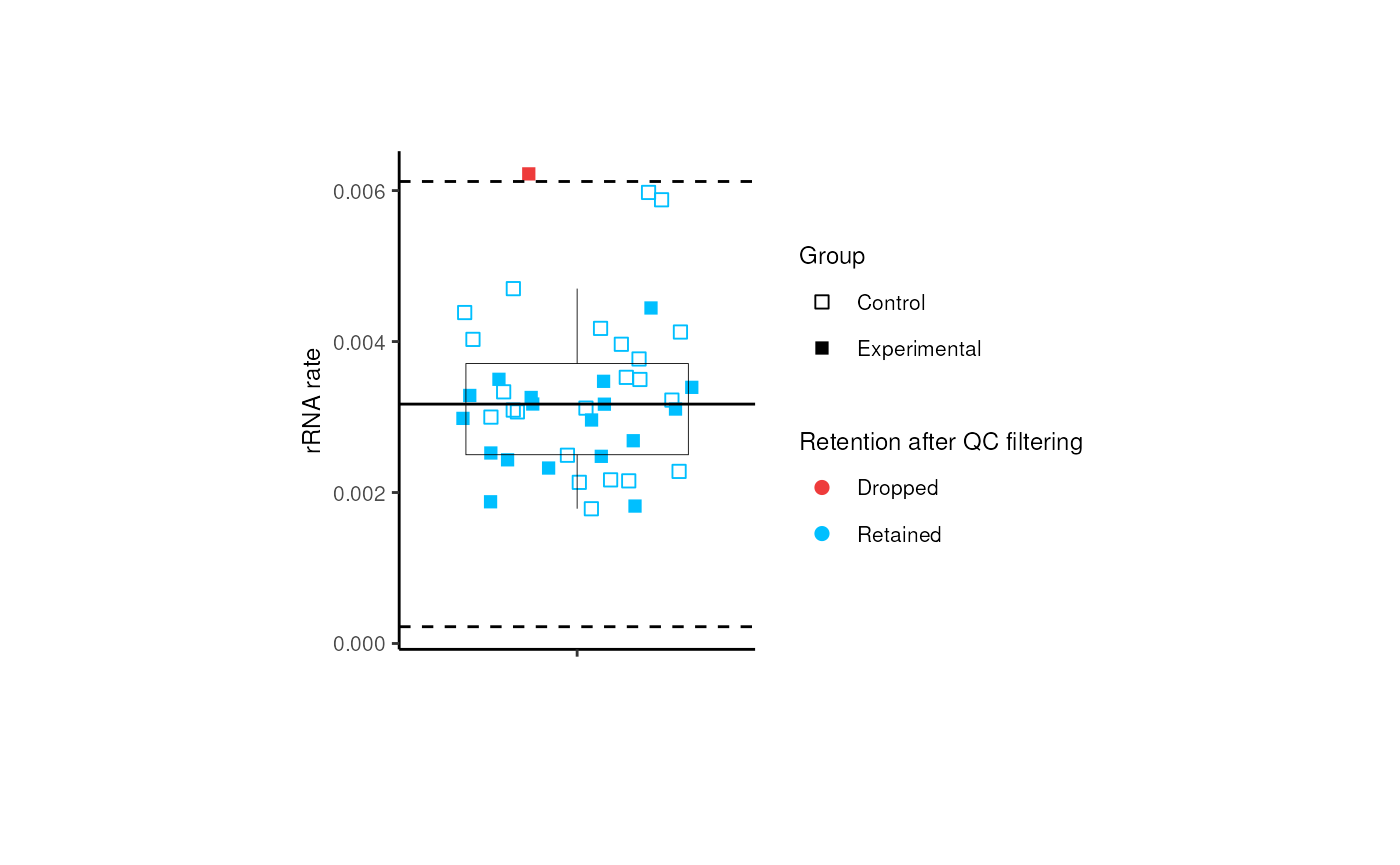 0.006
0.004
0.002
0.000
rRNA rate
Group
Control
Experimental
Retention after QC filtering
Dropped
Retained